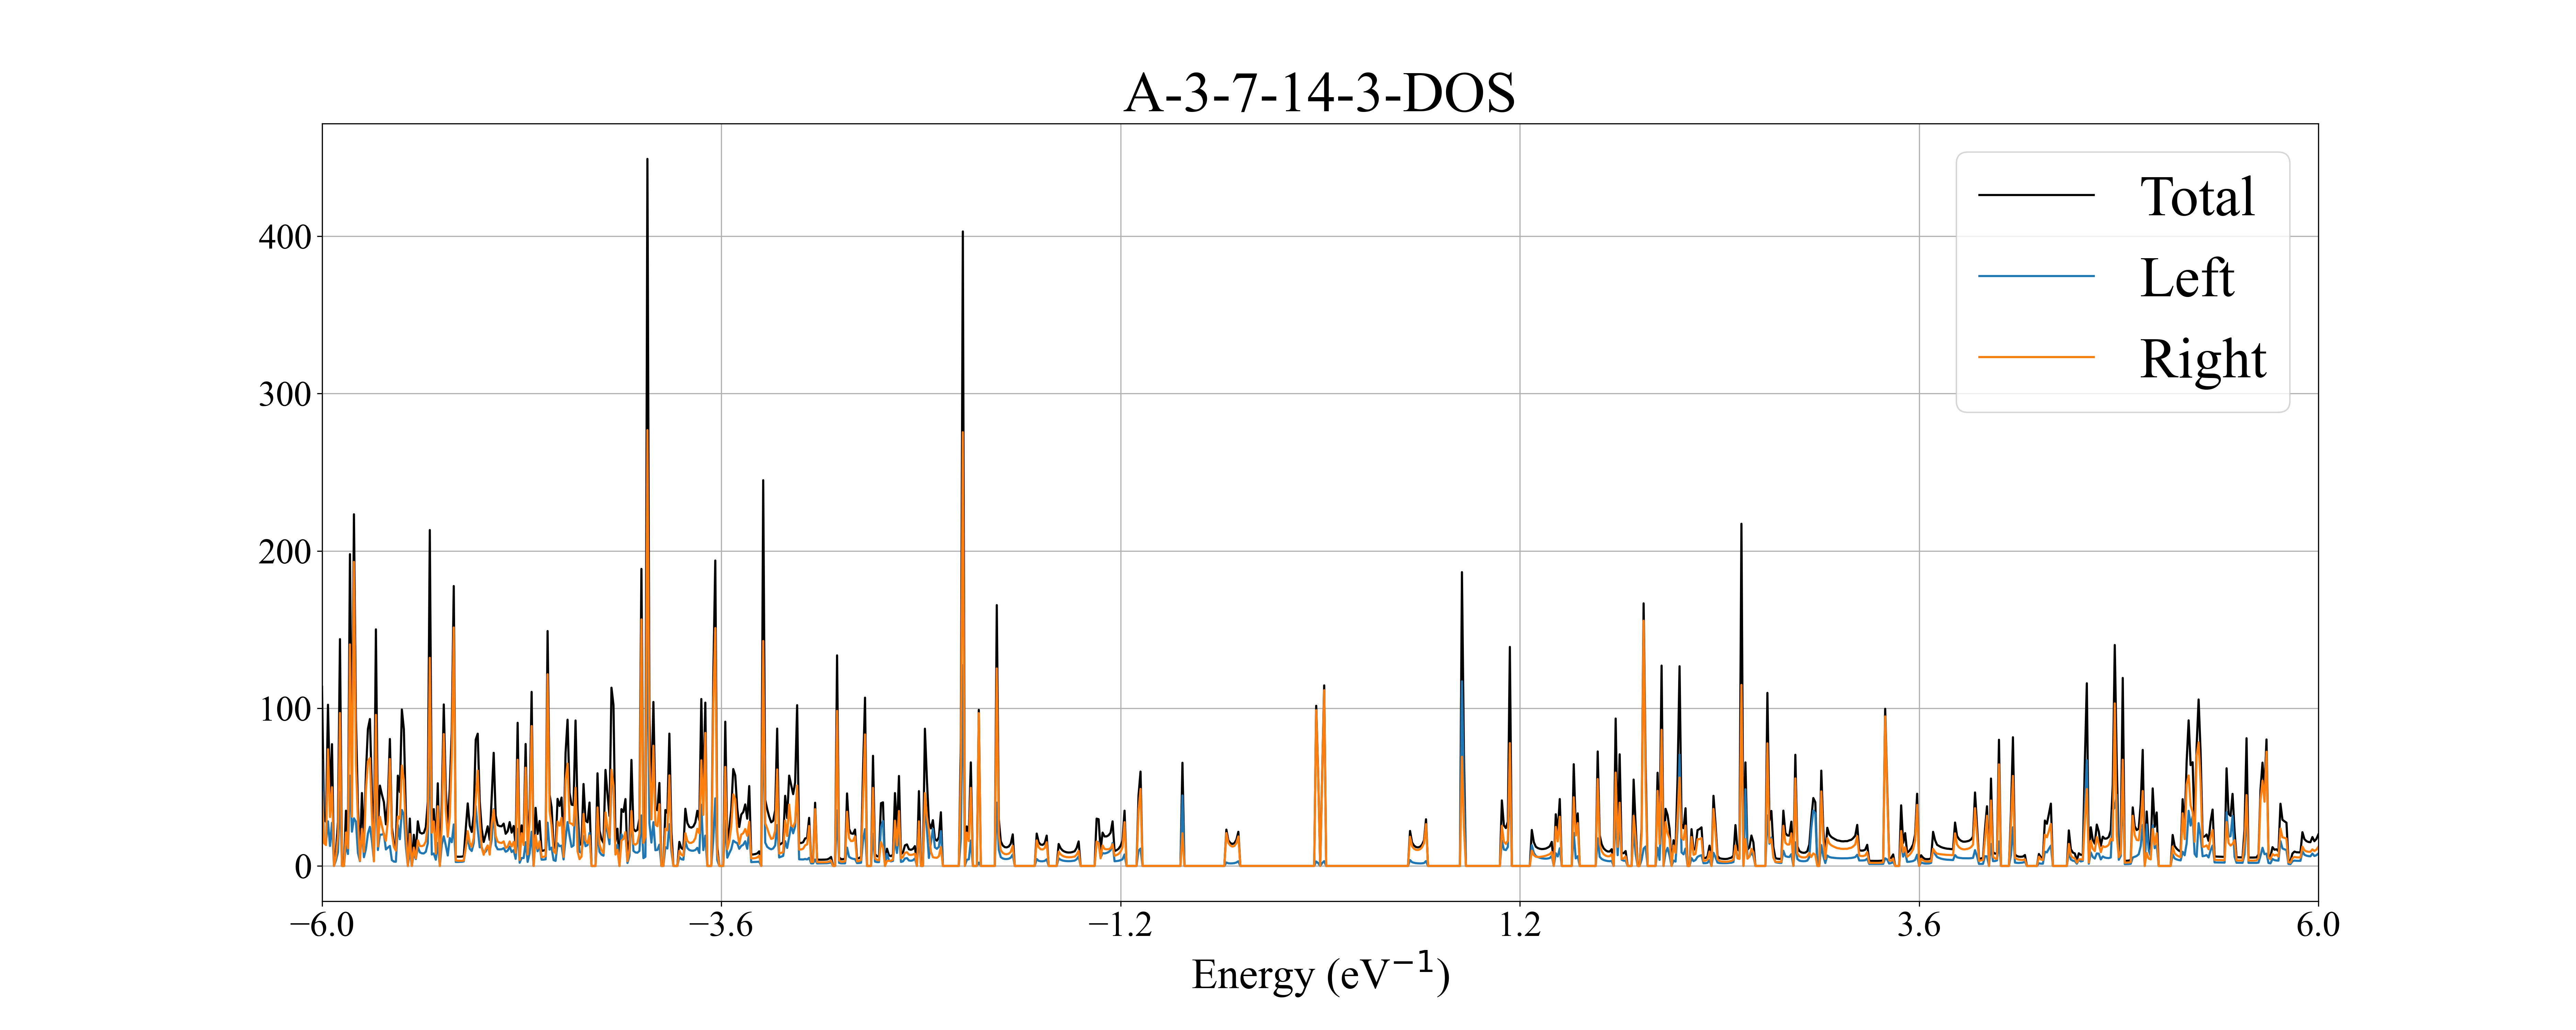 A-3-7-14-3-DOS
Total
Left
Right
400
300
200
100
0
−6.0 −3.6 −1.2 1.2 3.6 6.0
Energy (eV⁻¹)